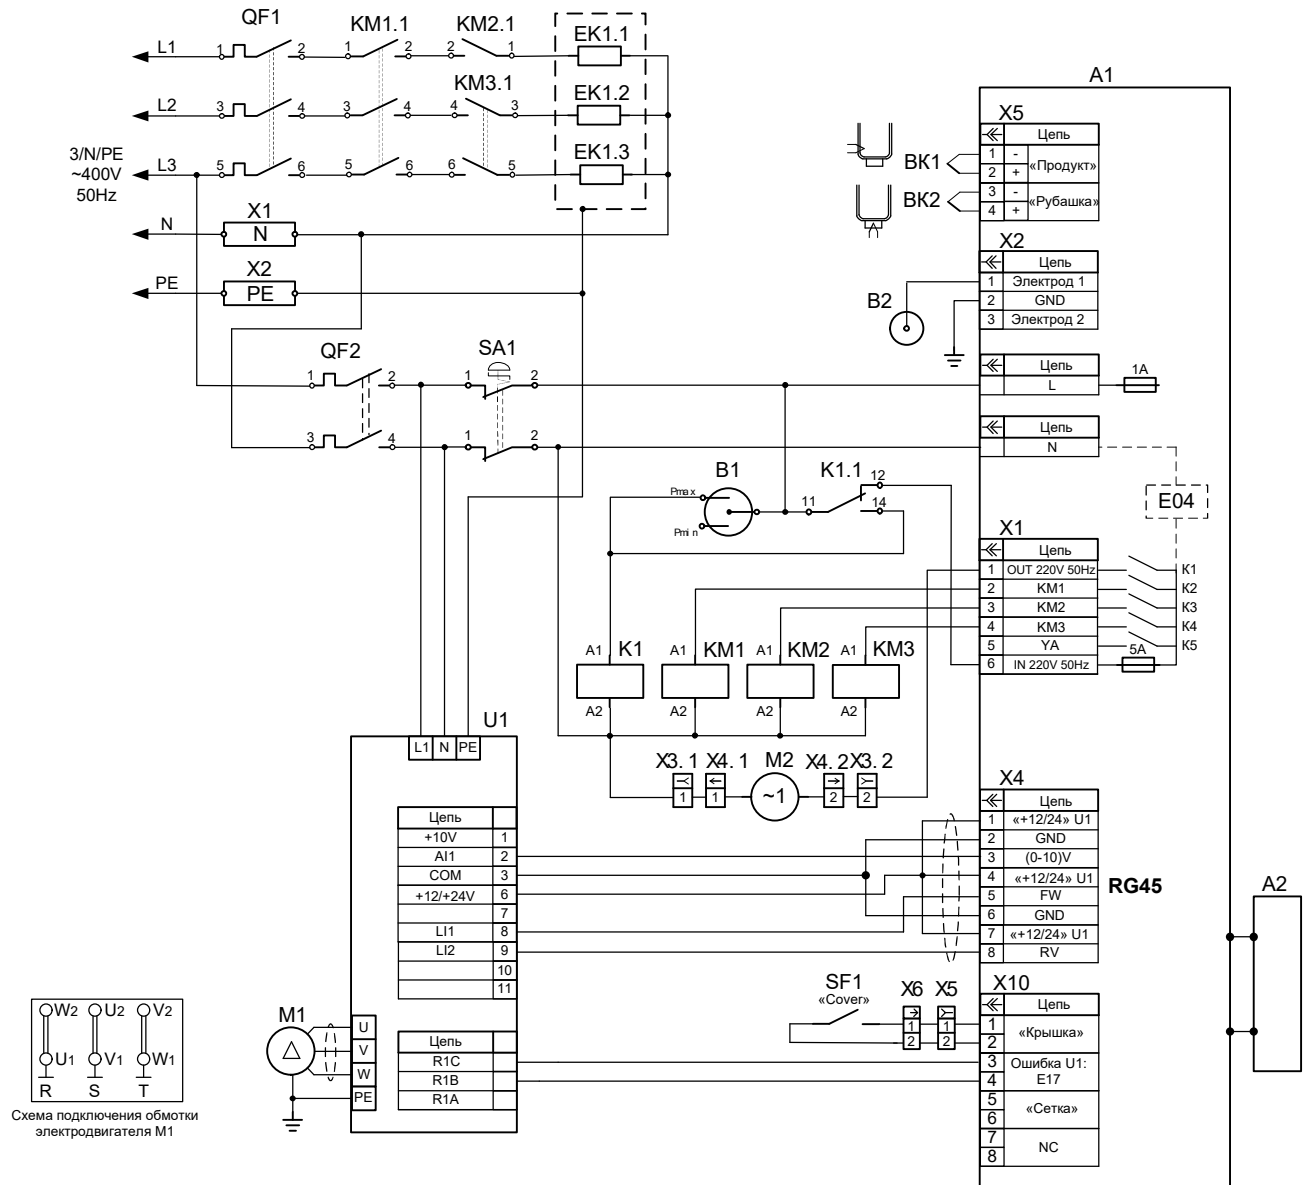 QF1
KM1.1
KM2.1
EK1.1
L1
1
2
1
2
2
1
KM3.1
EK1.2
L2
3
4
3
4
4
3
3/N/PE
~400V
50Hz
L3
5
6
5
6
6
5
EK1.3
N
X1
N
PE
X2
PE
QF2
SA1
1
2
1
2
3
4
1
2
B1
K1.1
Pmax
Pmin
11
12
14
A1
X5
Цепь
BK1
1 -
2 +
«Продукт»
BK2
3 -
4 +
«Рубашка»
X2
Цепь
1 Электрод 1
2 GND
3 Электрод 2
B2
Цепь
L
1A
Цепь
N
E04
X1
Цепь
1 OUT 220V 50Hz K1
2 KM1 K2
3 KM2 K3
4 KM3 K4
5 YA K5
6 IN 220V 50Hz 5A
A1 K1
A1 KM1
A1 KM2
A1 KM3
A2
A2
A2
A2
U1
L1 N PE
X3.1 X4.1 M2 X4.2 X3.2
1 1 ~1 2 2
Цепь
+10V 1
AI1 2
COM 3
+12/+24V 6
7
LI1 8
LI2 9
10
11
X4
Цепь
1 «+12/24» U1
2 GND
3 (0-10)V
4 «+12/24» U1
5 FW
6 GND
7 «+12/24» U1
8 RV
RG45
A2
SF1
«Cover»
X6 X5
1 1
2 2
X10
Цепь
1
2
«Крышка»
3
4
Ошибка U1:
E17
5
6
«Сетка»
7
8
NC
M1
U
V
W
PE
Цепь
R1C
R1B
R1A
W2 U2 V2
U1 V1 W1
R S T
Схема подключения обмотки
электродвигателя M1